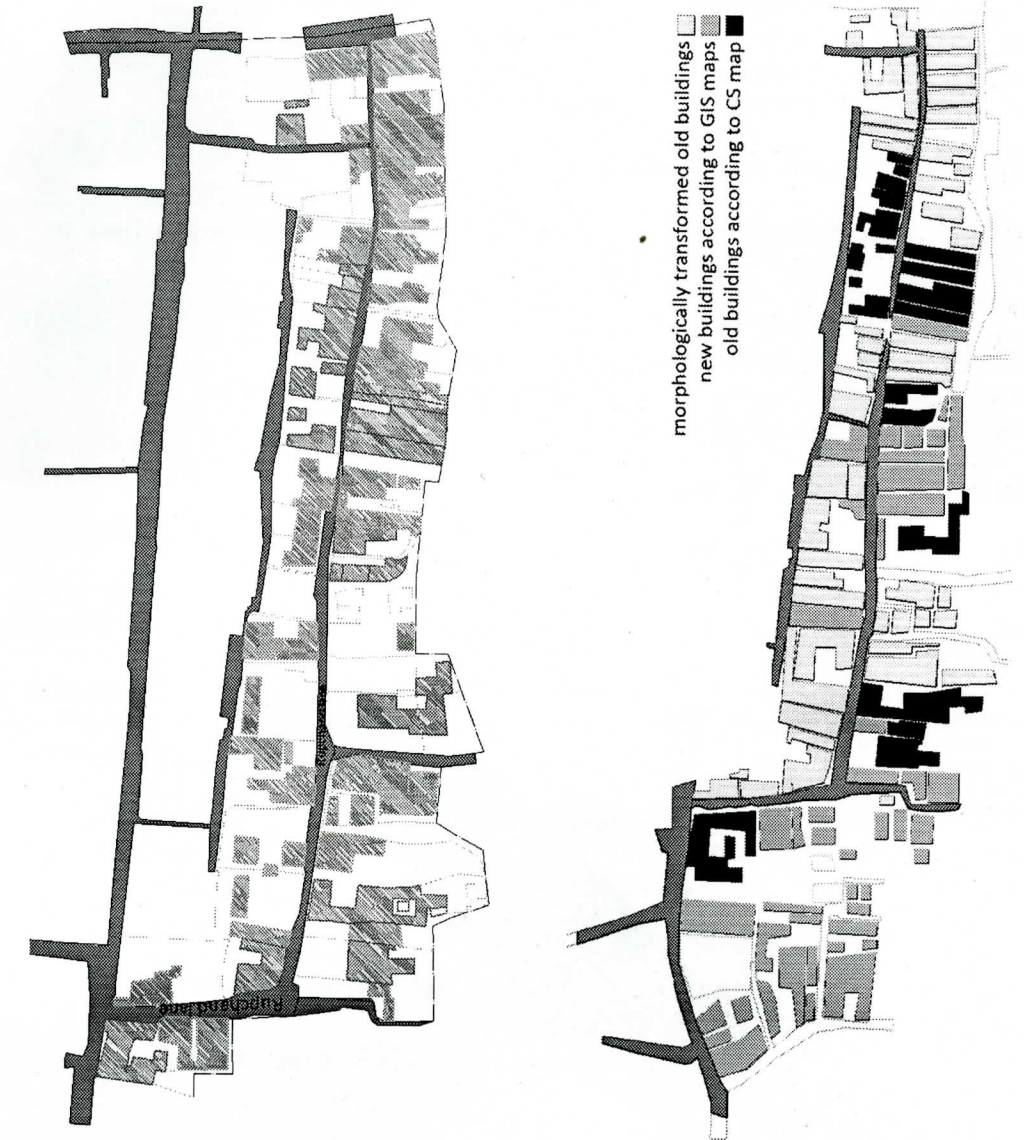 morphologically transformed old buildings
new buildings according to GIS maps
old buildings according to CS map
Rupchand lane